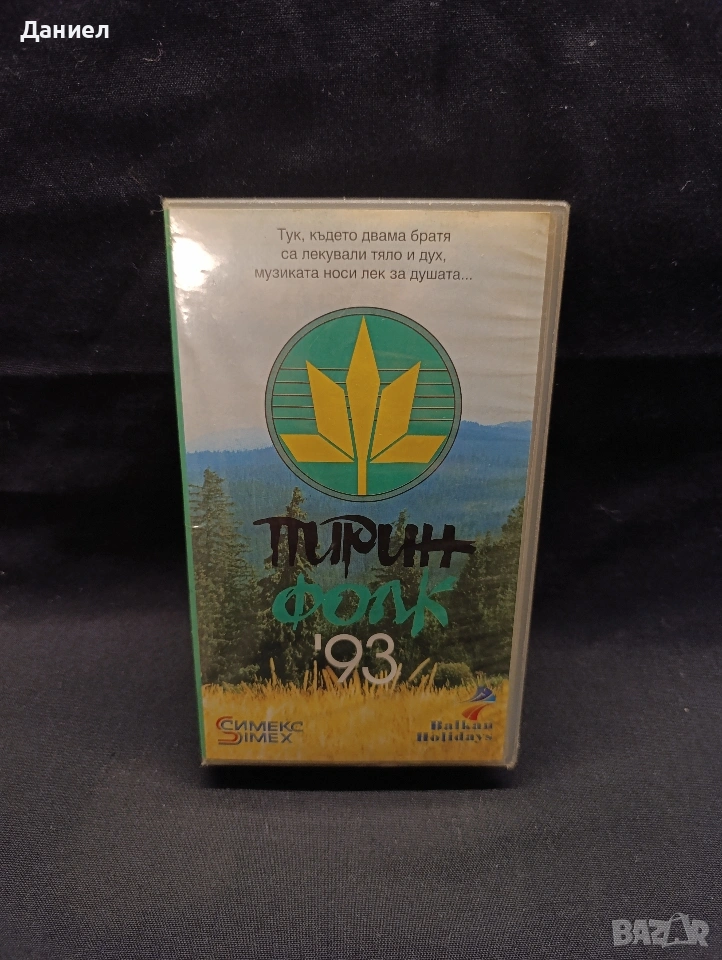 Даниел
Тук, където двама братя
са лекували тяло и дух,
музиката носи лек за душата...
ПИРИН
ФОЛК
'93
СИМЕКС
SIMEX
Balkan
Holidays
BAZAR